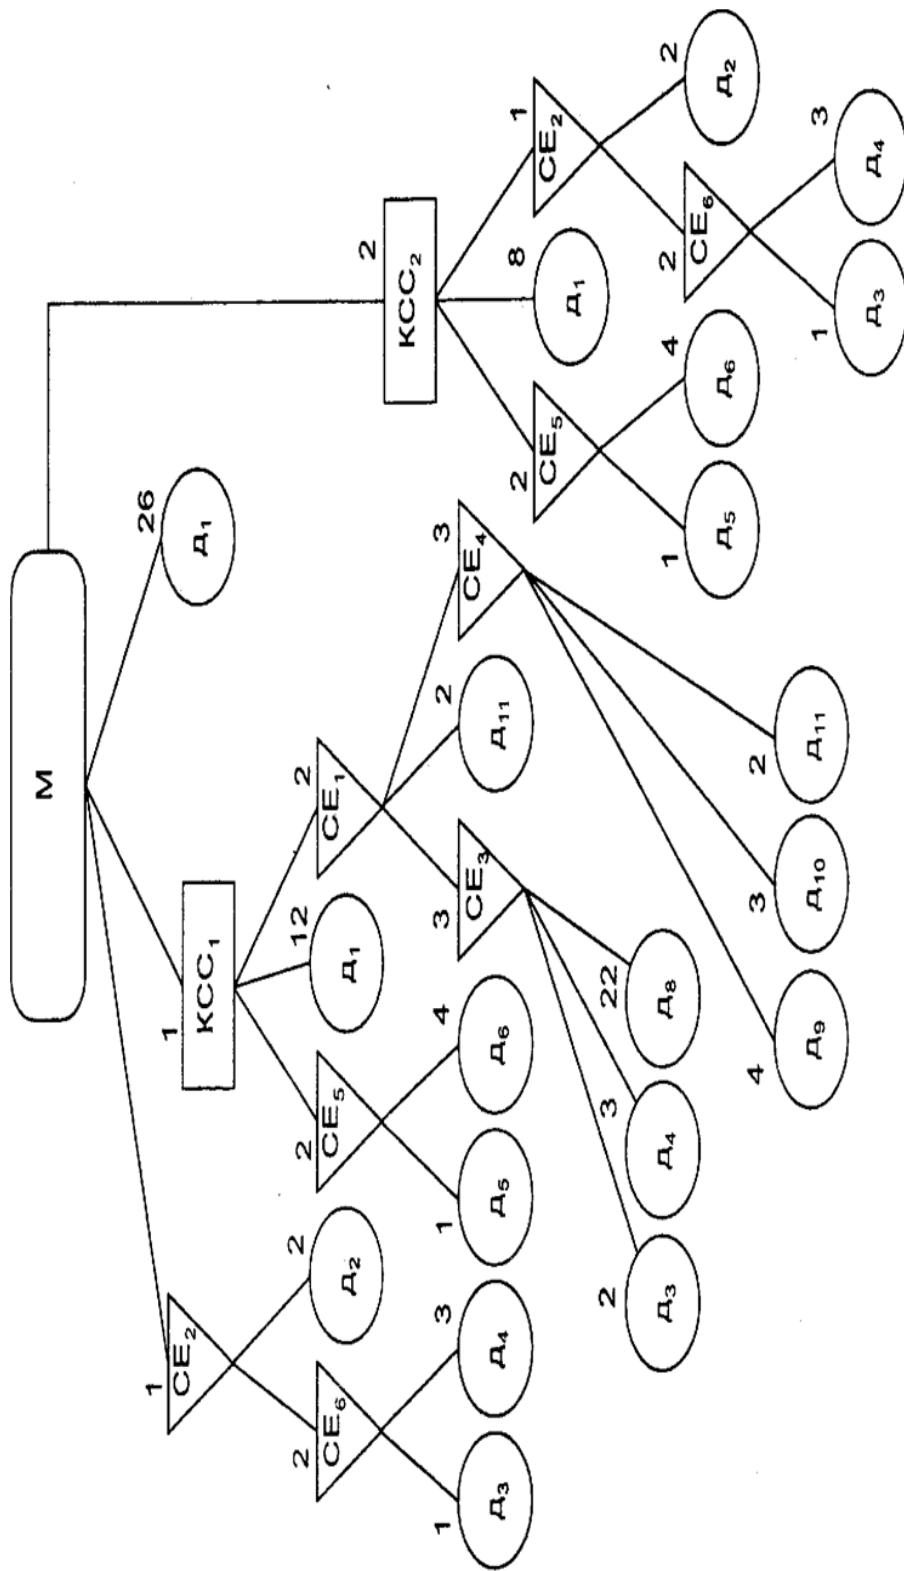 М
26
Д₁
1
СЕ₂
1
КСС₁
2
КСС₂
2
СЕ₆
2
Д₂
2
СЕ₅
12
Д₁
2
СЕ₁
2
СЕ₅
8
Д₁
1
СЕ₂
1
Д₃
3
Д₄
1
Д₅
4
Д₆
3
СЕ₃
2
Д₁₁
3
СЕ₄
1
Д₅
4
Д₆
2
СЕ₆
2
Д₂
2
Д₃
3
Д₄
22
Д₈
4
Д₉
3
Д₁₀
2
Д₁₁
1
Д₃
3
Д₄